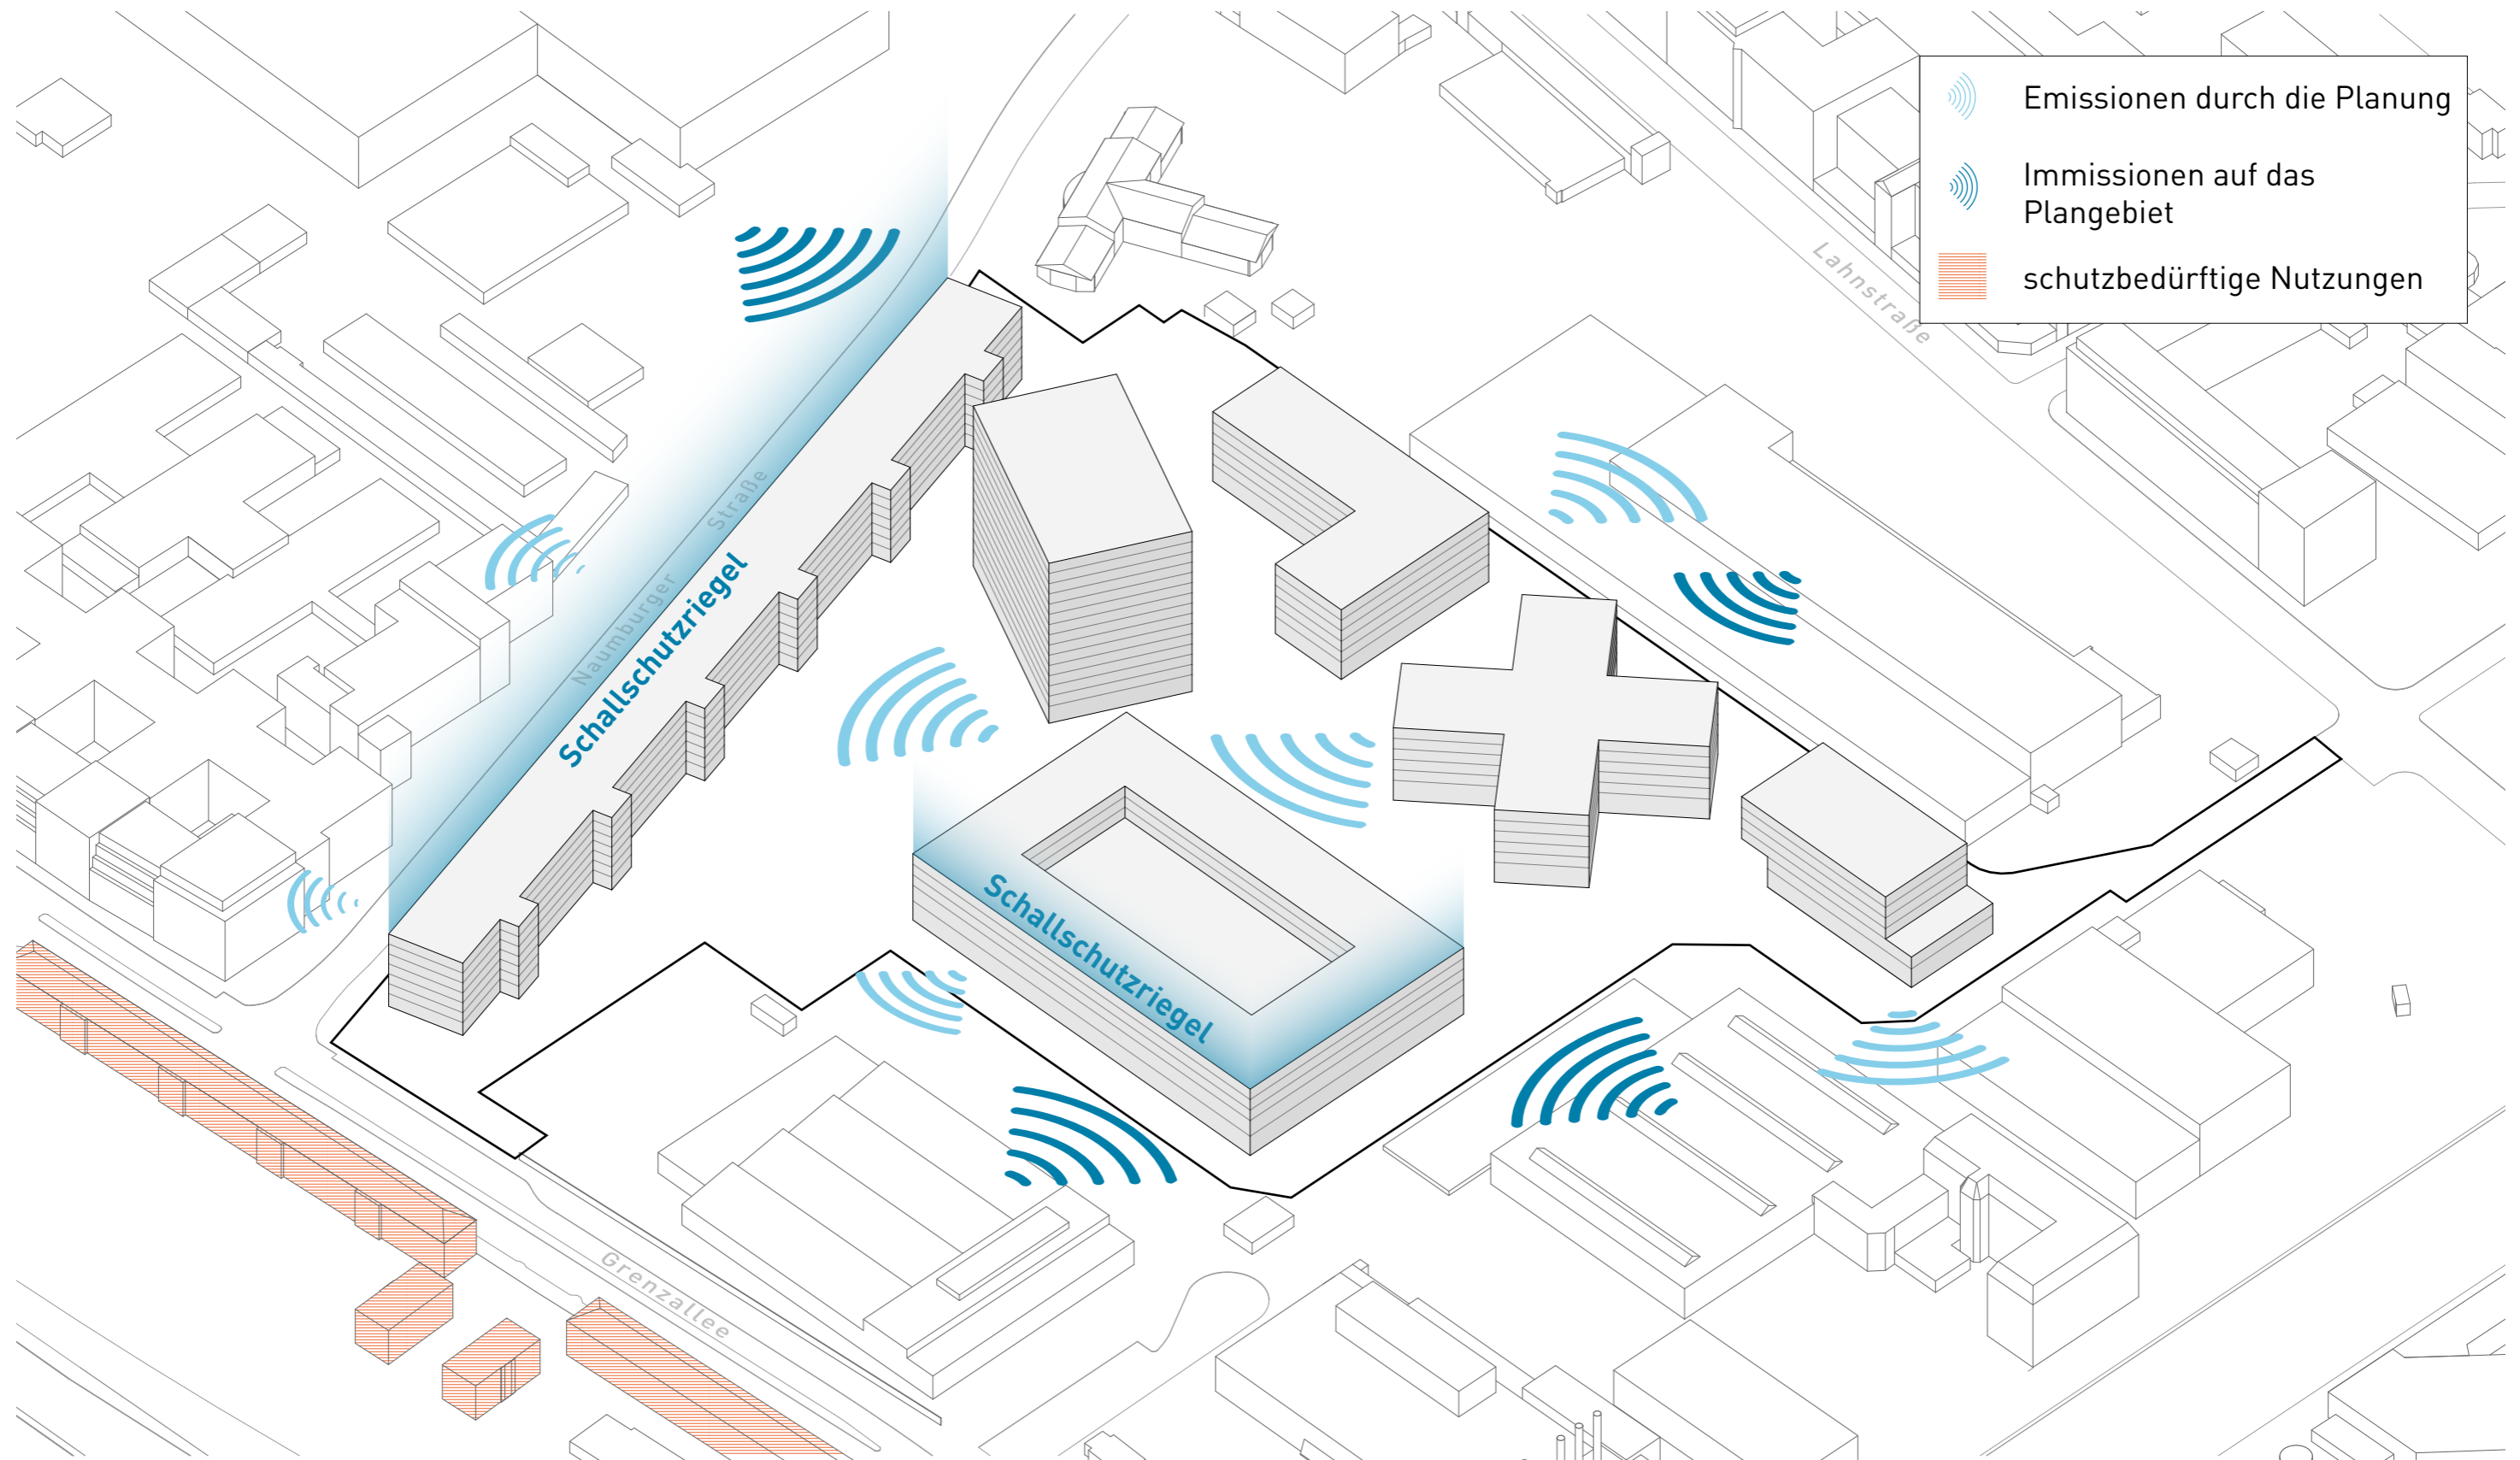 Emissionen durch die Planung
Immissionen auf das
Plangebiet
schutzbedürftige Nutzungen
Lahnstraße
Naumburger Straße
Schallschutzriegel
Schallschutzriegel
Grenzallee